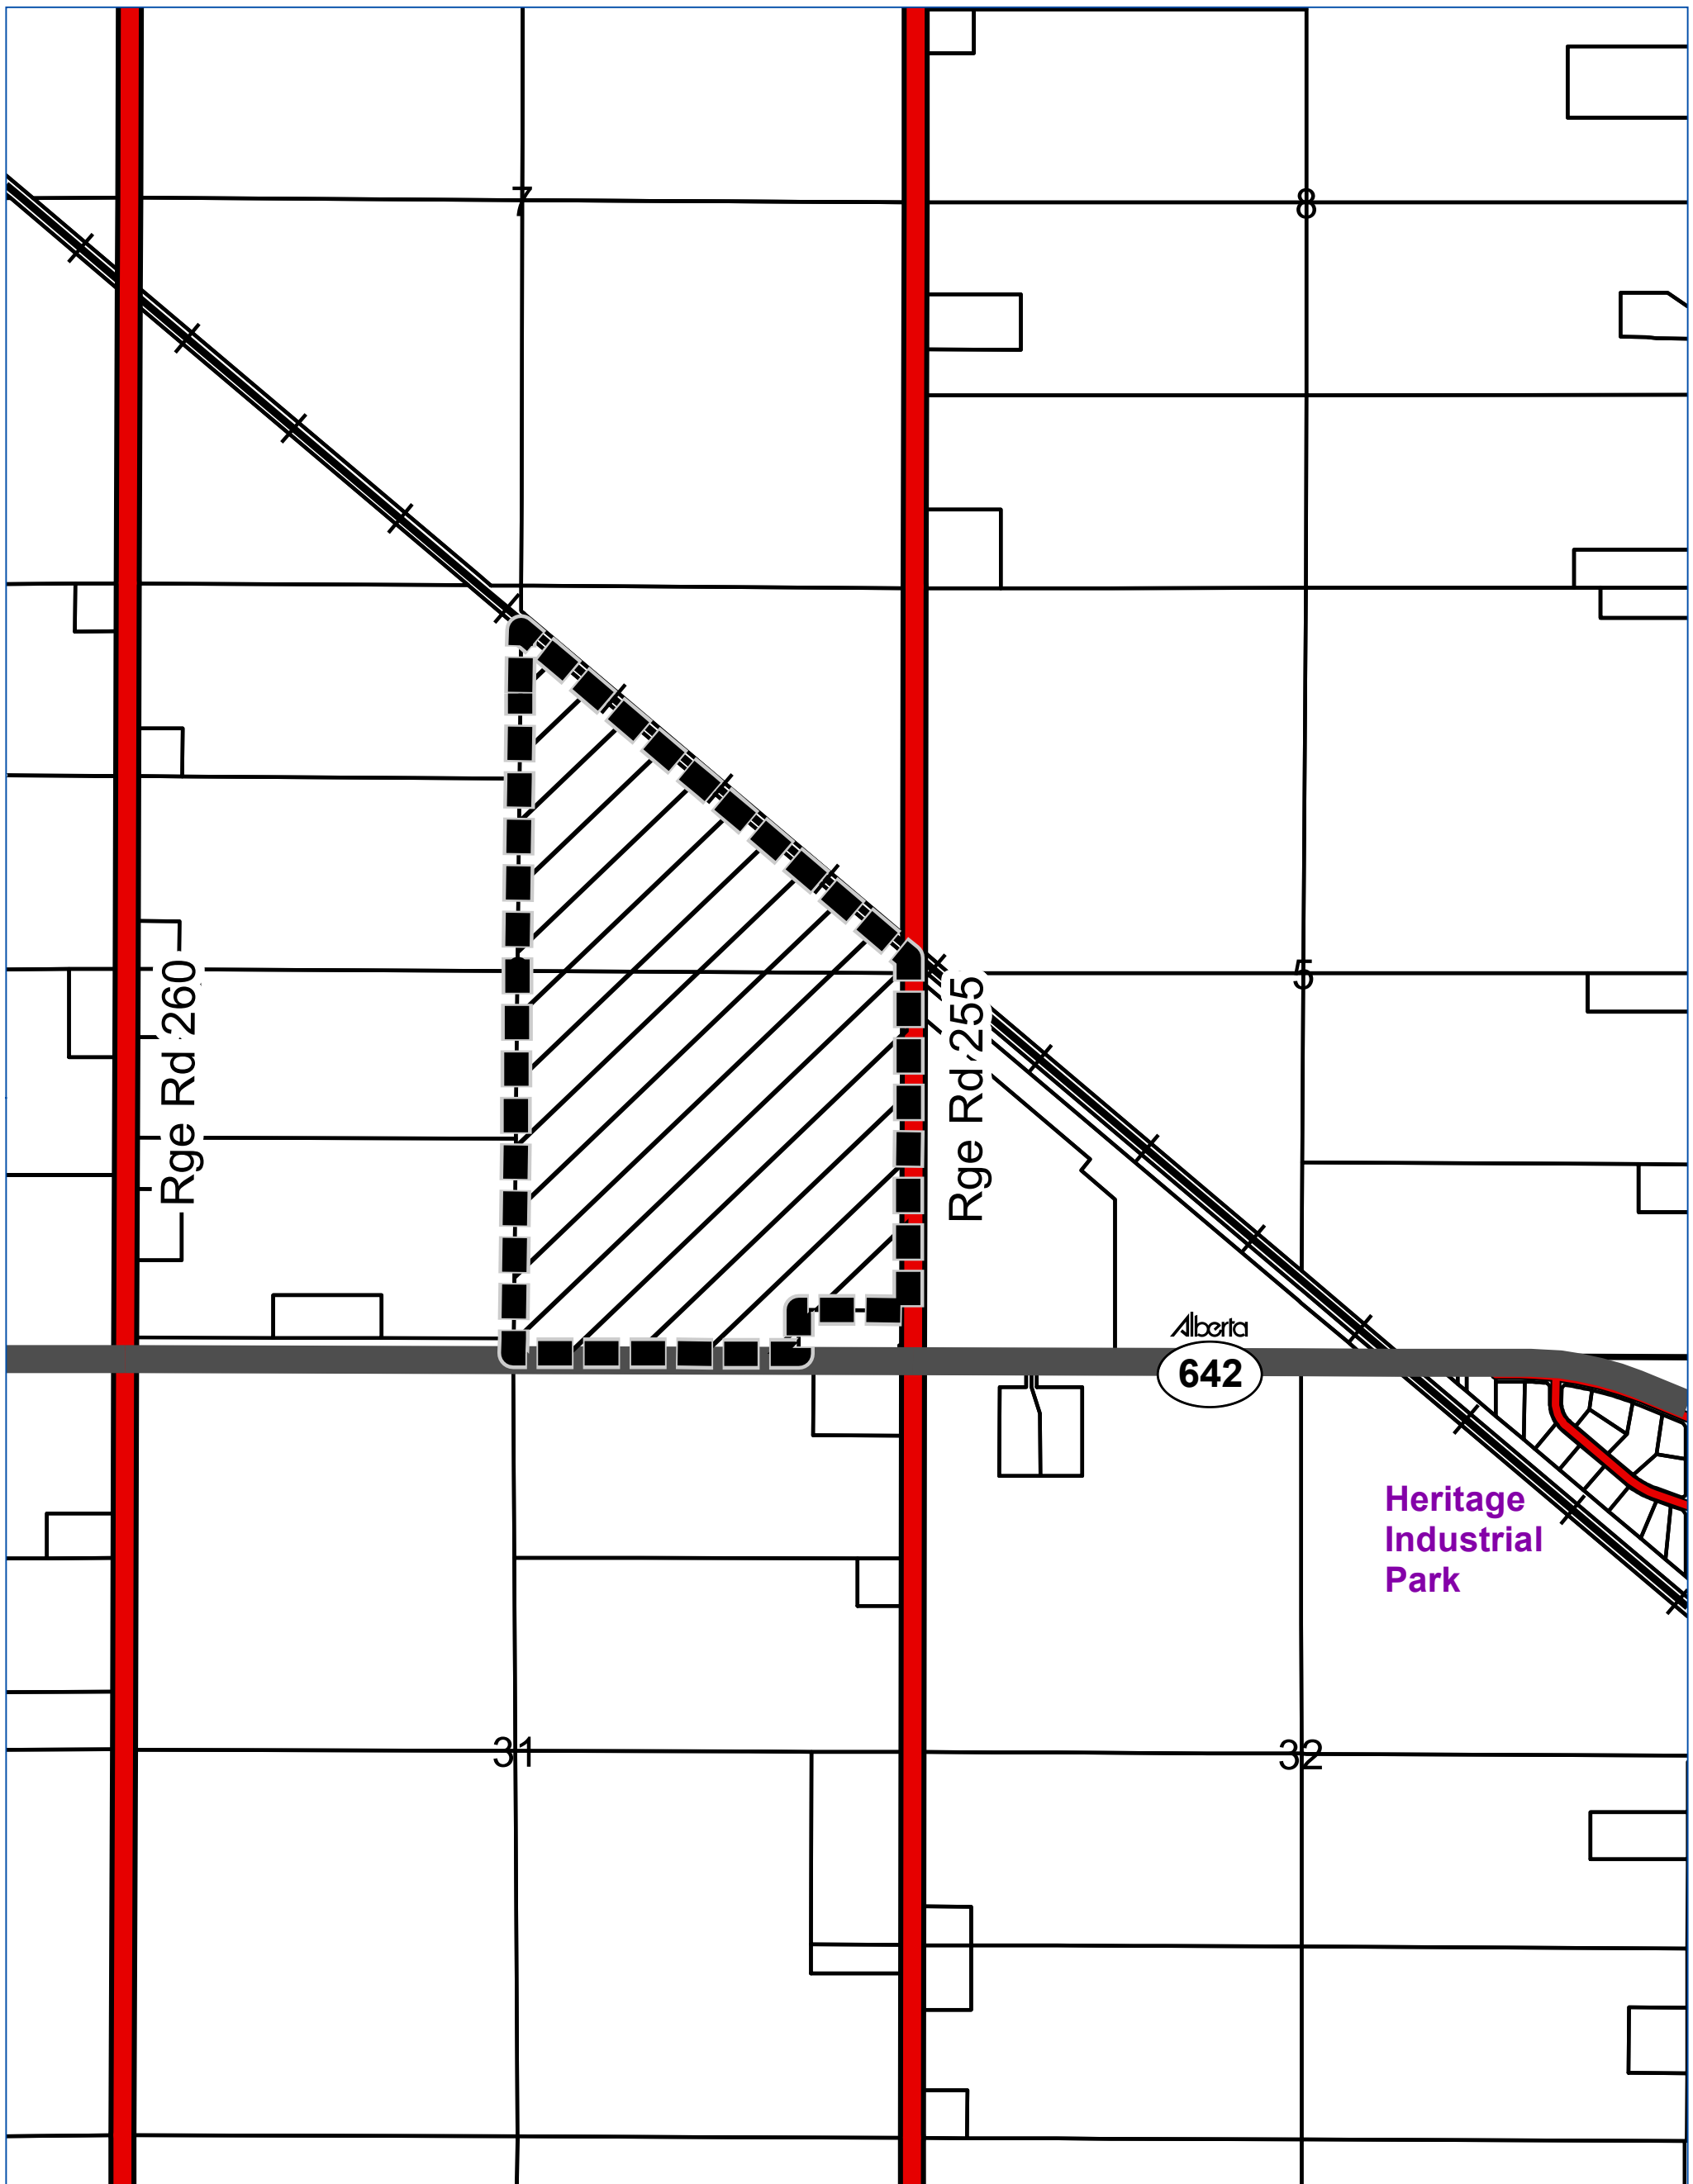 7
8
5
Rge Rd 260
Rge Rd 255
Alberta
642
Heritage
Industrial
Park
31
32